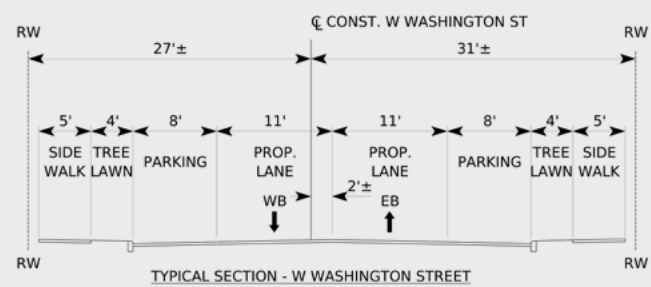 ℄ CONST. W WASHINGTON ST
RW
RW
27'±
31'±
5'
4'
8'
11'
11'
8'
4'
5'
SIDE
WALK
TREE
LAWN
PARKING
PROP.
LANE
PROP.
LANE
PARKING
TREE
LAWN
SIDE
WALK
2'±
WB
EB
RW
RW
TYPICAL SECTION - W WASHINGTON STREET